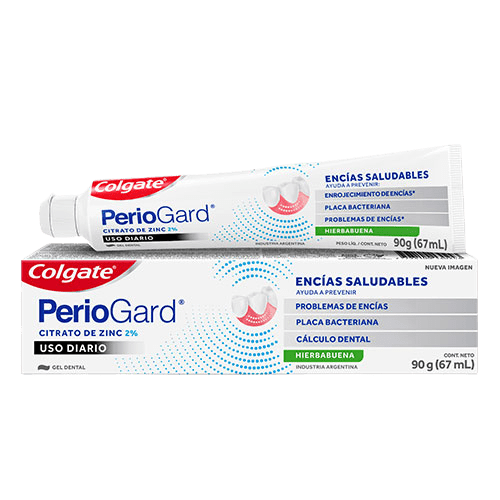 Colgate®
PerioGard®
CITRATO DE ZINC 2%
USO DIARIO
ENCÍAS SALUDABLES
AYUDA A PREVENIR:
ENROJECIMIENTO DE ENCÍAS*
PLACA BACTERIANA
PROBLEMAS DE ENCÍAS*
HIERBABUENA
INDUSTRIA ARGENTINA
PESO LÍQ. / CONT. NETO 90g (67mL)
Colgate®
PerioGard®
CITRATO DE ZINC 2%
USO DIARIO
GEL DENTAL
NUEVA IMAGEN
ENCÍAS SALUDABLES
PROBLEMAS DE ENCÍAS
PLACA BACTERIANA
CÁLCULO DENTAL
HIERBABUENA
INDUSTRIA ARGENTINA
CONT. NETO
90 g (67 mL)